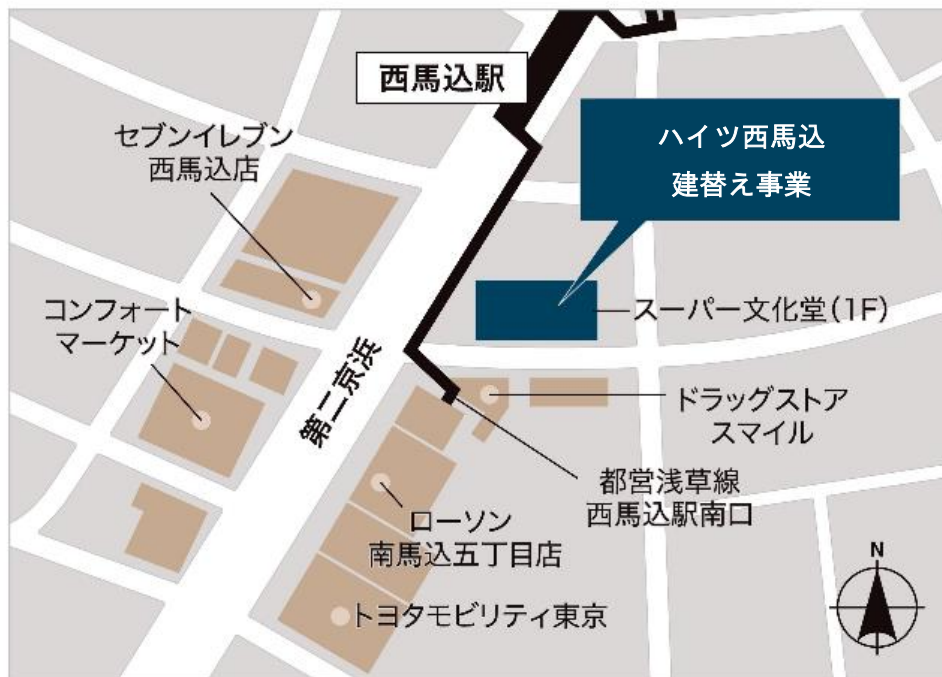 西馬込駅
セブンイレブン
西馬込店
ハイツ西馬込
建替え事業
コンフォート
マーケット
スーパー文化堂(1F)
第二京浜
ドラッグストア
スマイル
都営浅草線
西馬込駅南口
ローソン
南馬込五丁目店
トヨタモビリティ東京
N